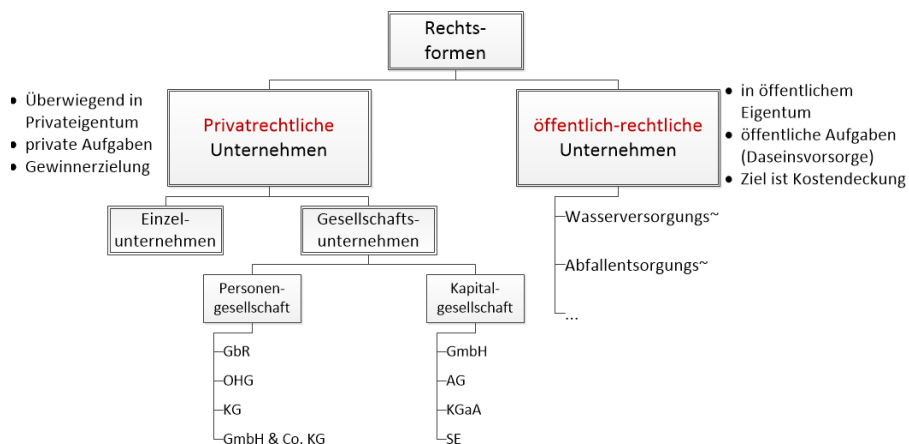 Rechts-
formen
Überwiegend in
Privateigentum
private Aufgaben
Gewinnerzielung
Privatrechtliche
Unternehmen
öffentlich-rechtliche
Unternehmen
in öffentlichem
Eigentum
öffentliche Aufgaben
(Daseinsvorsorge)
Ziel ist Kostendeckung
Einzel-
unternehmen
Gesellschafts-
unternehmen
Wasserversorgungs~
Abfallentsorgungs~
...
Personen-
gesellschaft
Kapital-
gesellschaft
GbR
OHG
KG
GmbH & Co. KG
GmbH
AG
KGaA
SE